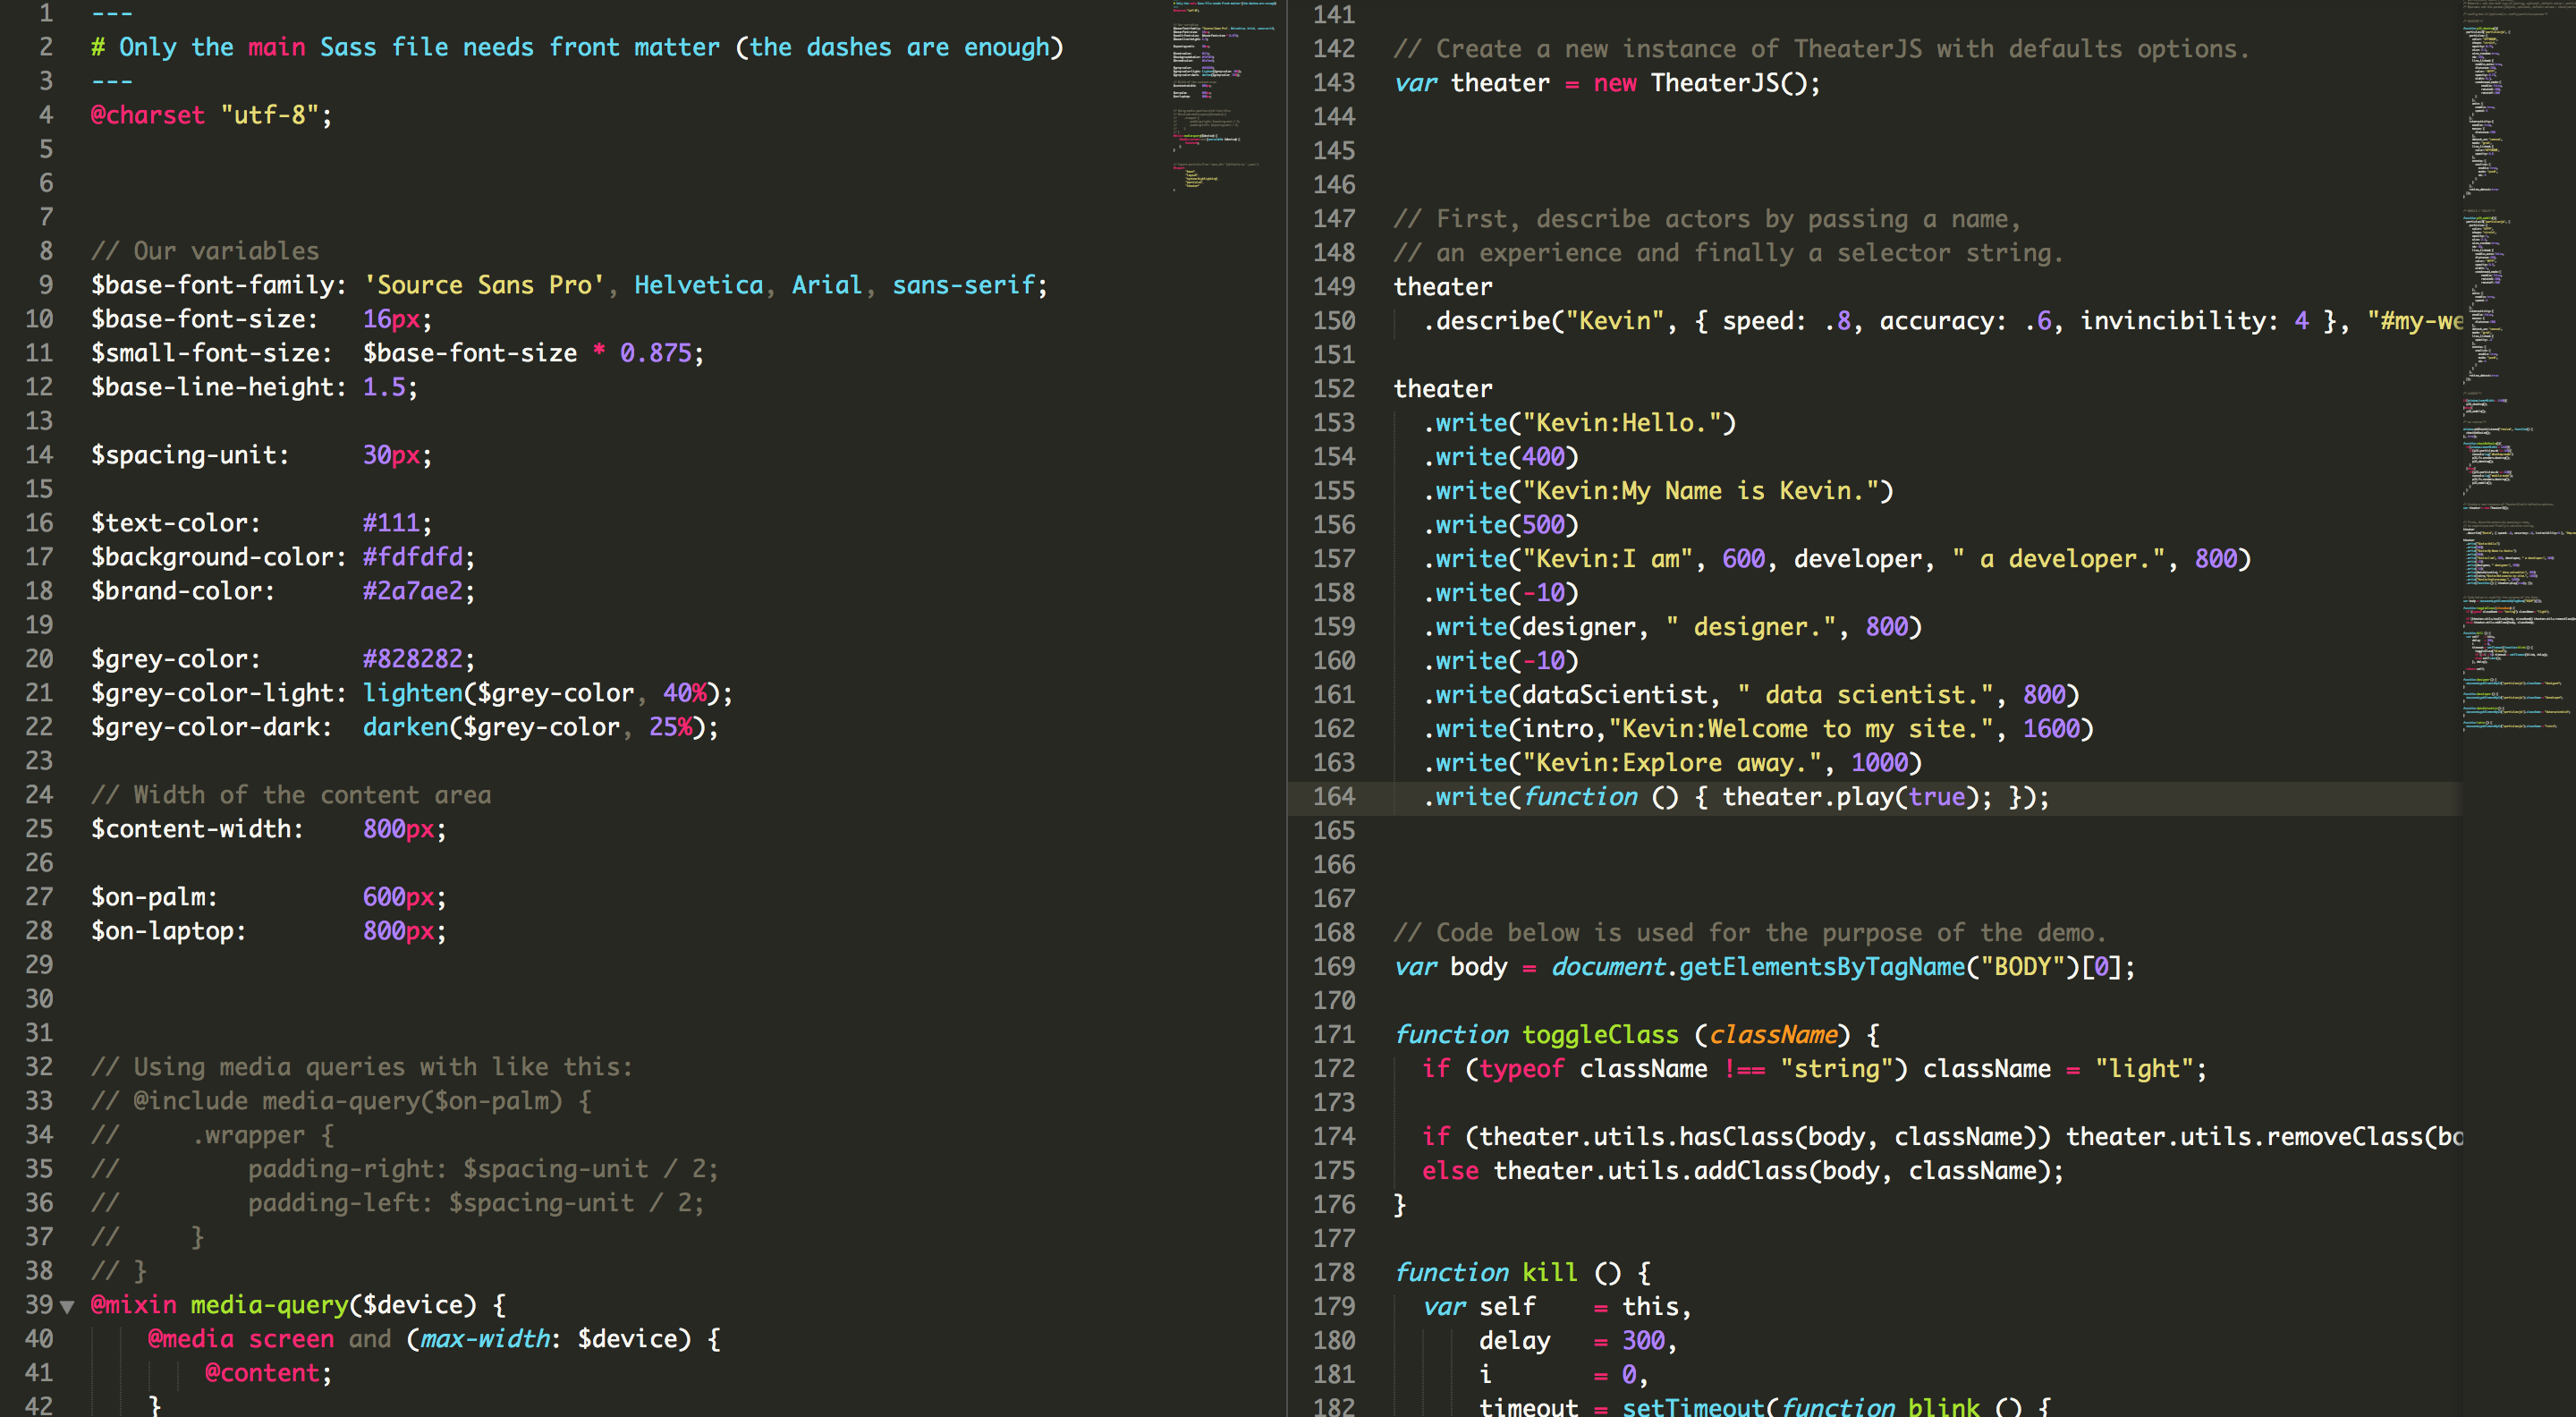 1 ---
2 # Only the main Sass file needs front matter (the dashes are enough)
3 ---
4 @charset "utf-8";
5
6
7
8 // Our variables
9 $base-font-family: 'Source Sans Pro', Helvetica, Arial, sans-serif;
10 $base-font-size:   16px;
11 $small-font-size:  $base-font-size * 0.875;
12 $base-line-height: 1.5;
13
14 $spacing-unit:     30px;
15
16 $text-color:       #111;
17 $background-color: #fdfdfd;
18 $brand-color:      #2a7ae2;
19
20 $grey-color:       #828282;
21 $grey-color-light: lighten($grey-color, 40%);
22 $grey-color-dark:  darken($grey-color, 25%);
23
24 // Width of the content area
25 $content-width:    800px;
26
27 $on-palm:          600px;
28 $on-laptop:        800px;
29
30
31
32 // Using media queries with like this:
33 // @include media-query($on-palm) {
34 //     .wrapper {
35 //         padding-right: $spacing-unit / 2;
36 //         padding-left: $spacing-unit / 2;
37 //     }
38 // }
39 @mixin media-query($device) {
40     @media screen and (max-width: $device) {
41         @content;
42     }
141
142 // Create a new instance of TheaterJS with defaults options.
143 var theater = new TheaterJS();
144
145
146
147 // First, describe actors by passing a name,
148 // an experience and finally a selector string.
149 theater
150   .describe("Kevin", { speed: .8, accuracy: .6, invincibility: 4 }, "#my-we
151
152 theater
153   .write("Kevin:Hello.")
154   .write(400)
155   .write("Kevin:My Name is Kevin.")
156   .write(500)
157   .write("Kevin:I am", 600, developer, " a developer.", 800)
158   .write(-10)
159   .write(designer, " designer.", 800)
160   .write(-10)
161   .write(dataScientist, " data scientist.", 800)
162   .write(intro,"Kevin:Welcome to my site.", 1600)
163   .write("Kevin:Explore away.", 1000)
164   .write(function () { theater.play(true); });
165
166
167
168 // Code below is used for the purpose of the demo.
169 var body = document.getElementsByTagName("BODY")[0];
170
171 function toggleClass (className) {
172   if (typeof className !== "string") className = "light";
173
174   if (theater.utils.hasClass(body, className)) theater.utils.removeClass(bo
175   else theater.utils.addClass(body, className);
176 }
177
178 function kill () {
179   var self    = this,
180       delay   = 300,
181       i       = 0,
182       timeout = setTimeout(function blink () {